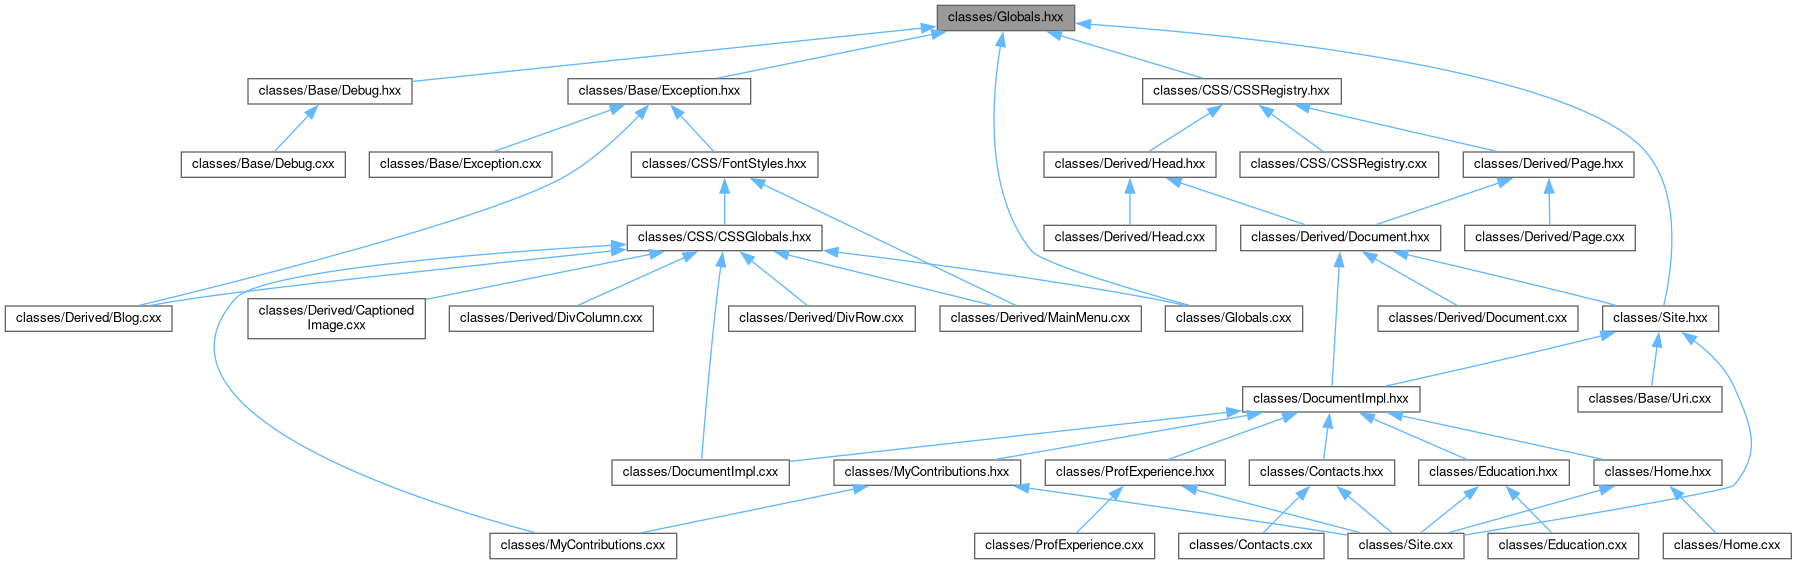 classes/Globals.hxx
classes/Base/Debug.hxx
classes/Base/Exception.hxx
classes/CSS/CSSRegistry.hxx
classes/Base/Debug.cxx
classes/Base/Exception.cxx
classes/CSS/FontStyles.hxx
classes/Derived/Head.hxx
classes/CSS/CSSRegistry.cxx
classes/Derived/Page.hxx
classes/CSS/CSSGlobals.hxx
classes/Derived/Head.cxx
classes/Derived/Document.hxx
classes/Derived/Page.cxx
classes/Derived/Blog.cxx
classes/Derived/Captioned
Image.cxx
classes/Derived/DivColumn.cxx
classes/Derived/DivRow.cxx
classes/Derived/MainMenu.cxx
classes/Globals.cxx
classes/Derived/Document.cxx
classes/Site.hxx
classes/DocumentImpl.hxx
classes/Base/Uri.cxx
classes/DocumentImpl.cxx
classes/MyContributions.hxx
classes/ProfExperience.hxx
classes/Contacts.hxx
classes/Education.hxx
classes/Home.hxx
classes/MyContributions.cxx
classes/ProfExperience.cxx
classes/Contacts.cxx
classes/Site.cxx
classes/Education.cxx
classes/Home.cxx